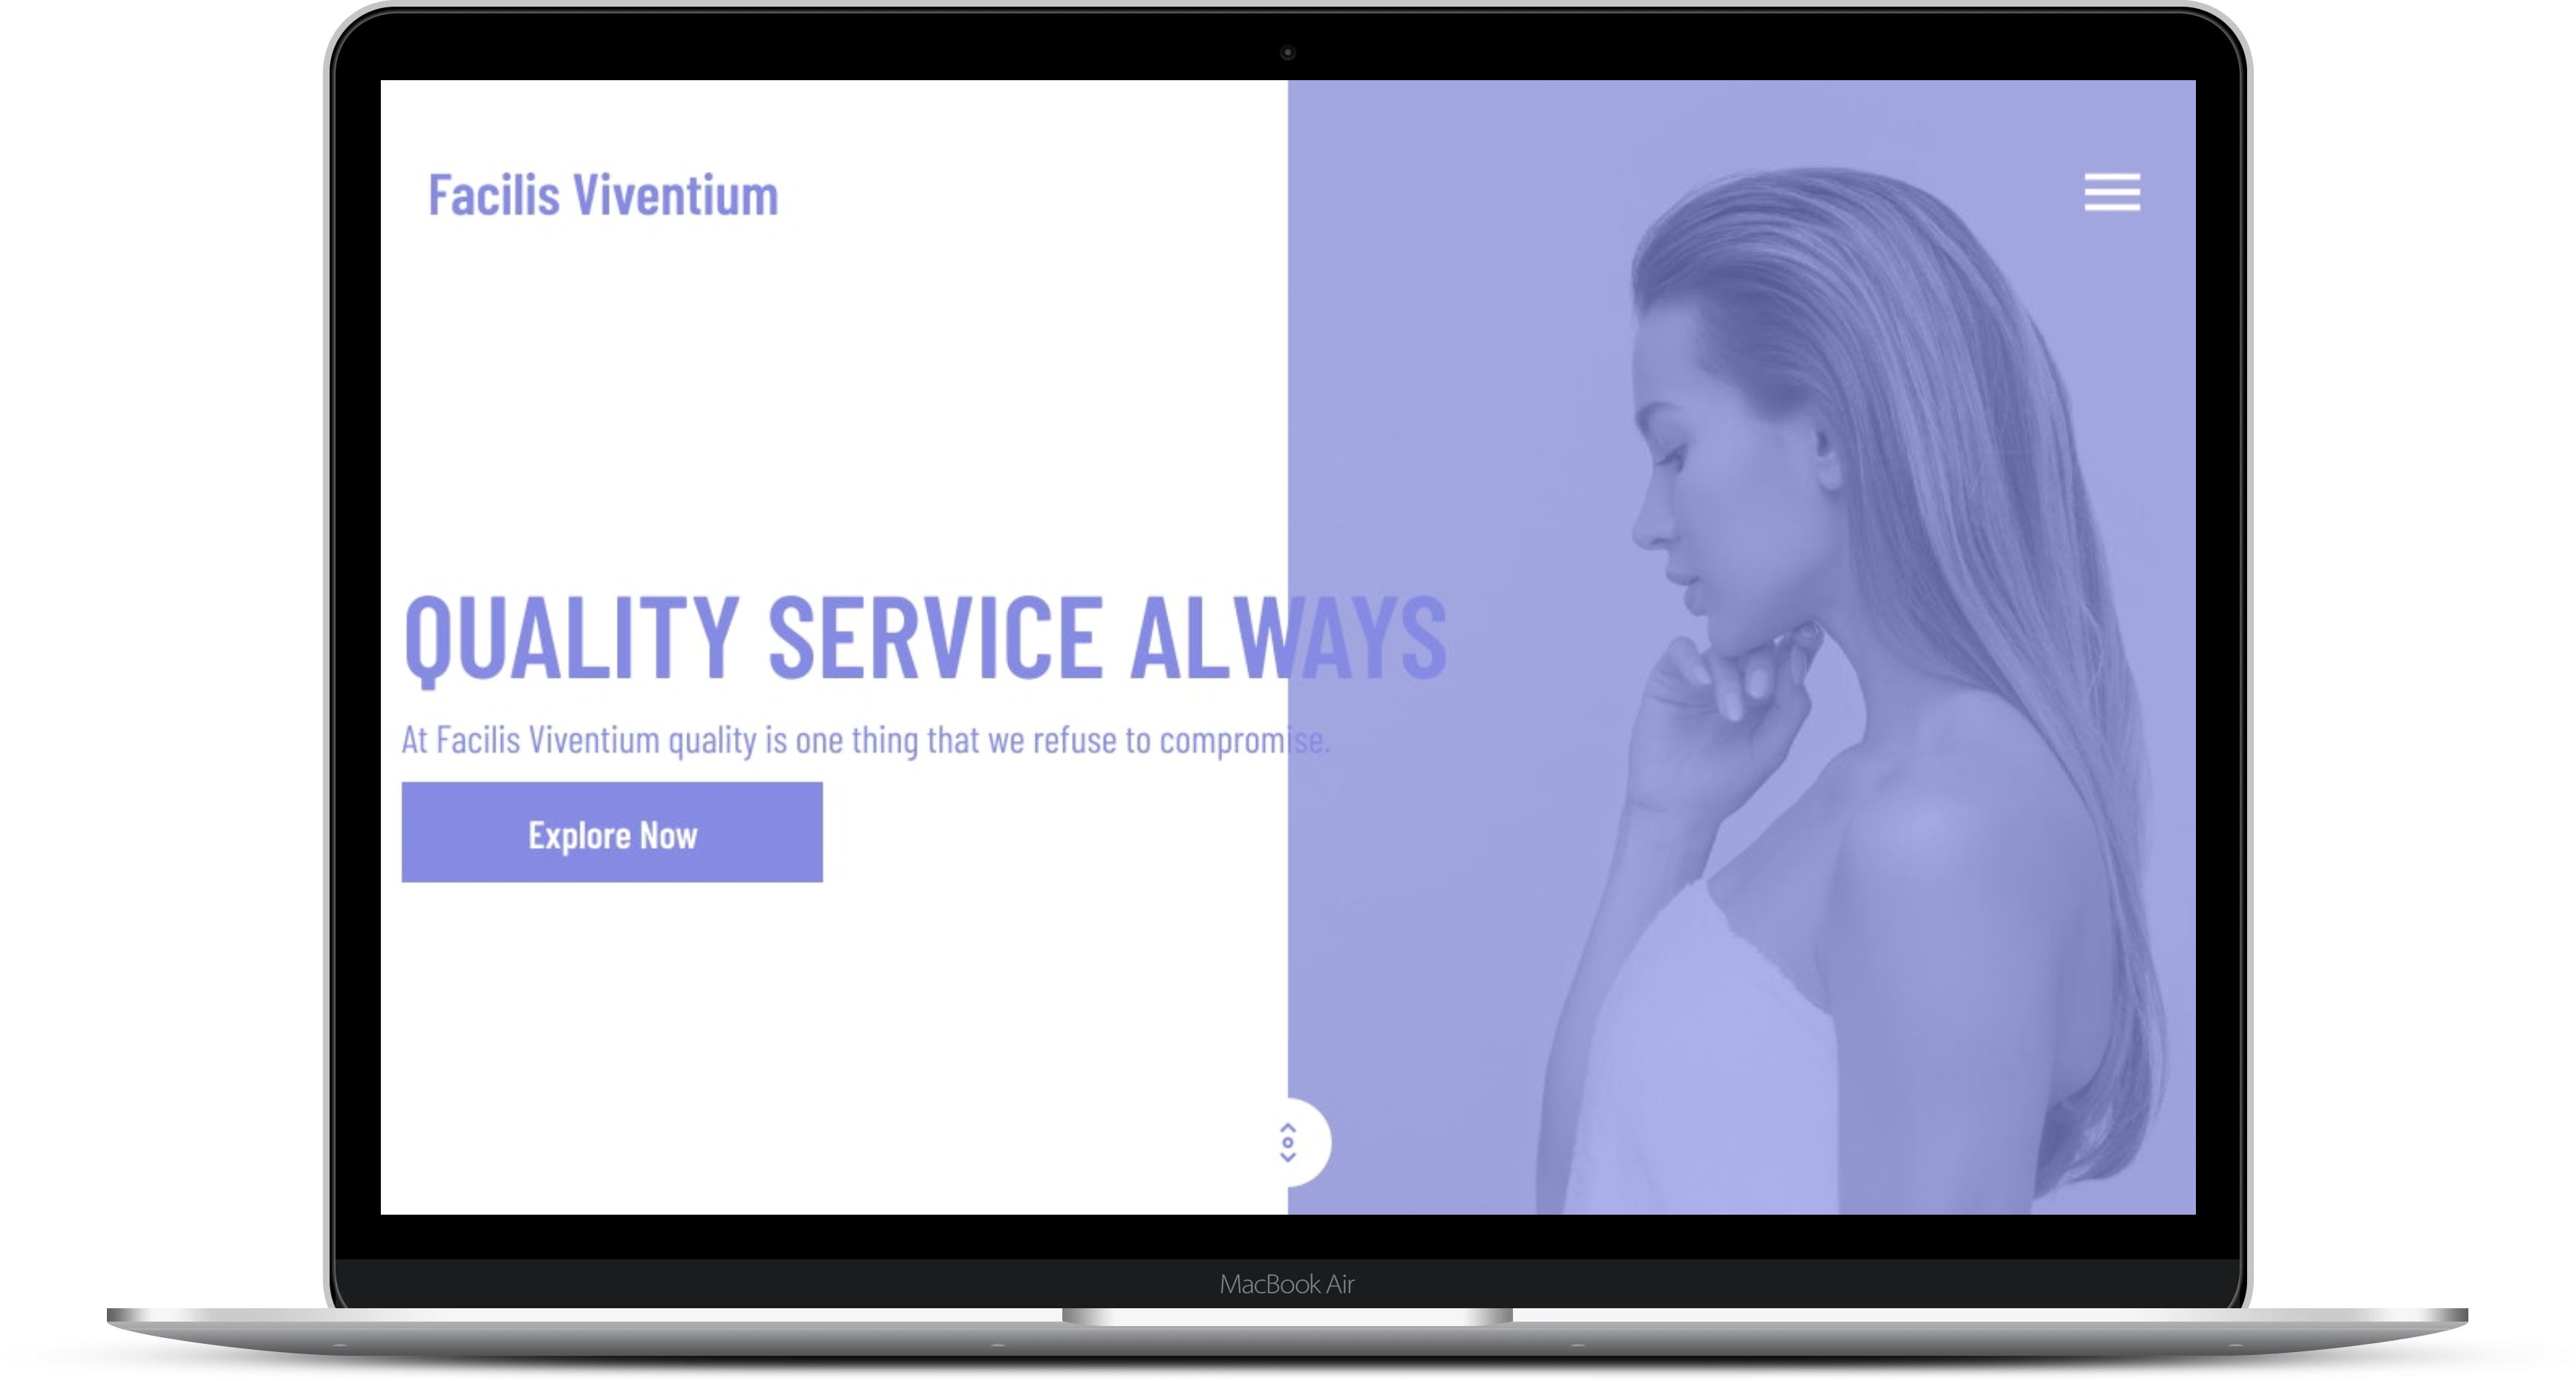 Facilis Viventium
QUALITY SERVICE ALWAYS
At Facilis Viventium quality is one thing that we refuse to compromise.
Explore Now
MacBook Air